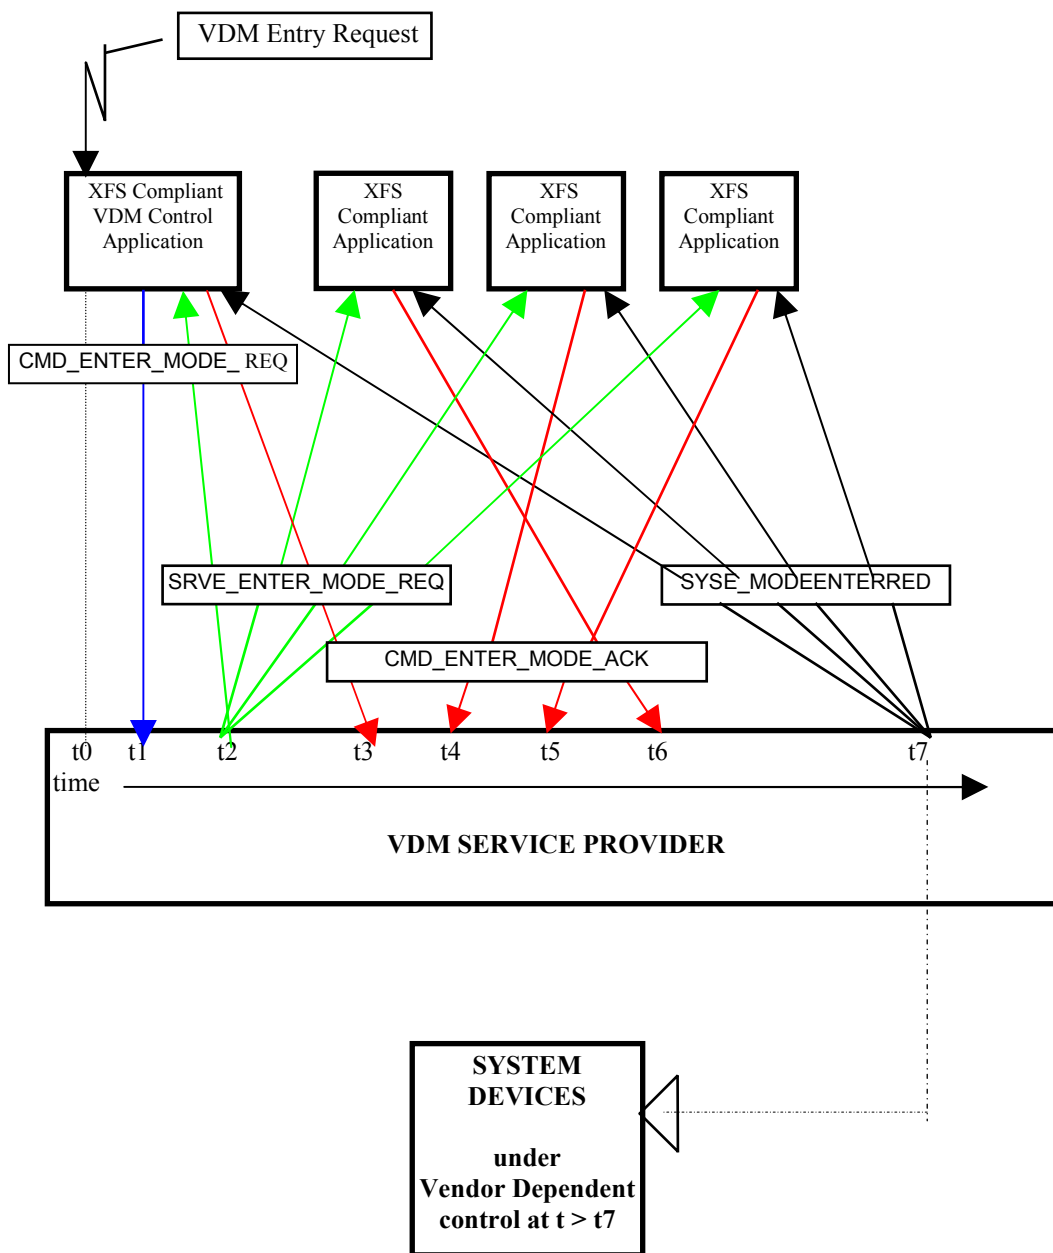 VDM Entry Request
XFS Compliant
VDM Control
Application
XFS
Compliant
Application
XFS
Compliant
Application
XFS
Compliant
Application
CMD_ENTER_MODE_ REQ
SRVE_ENTER_MODE_REQ
SYSE_MODEENTERRED
CMD_ENTER_MODE_ACK
t0 t1 t2 t3 t4 t5 t6 t7
time
VDM SERVICE PROVIDER
SYSTEM
DEVICES
under
Vendor Dependent
control at t > t7